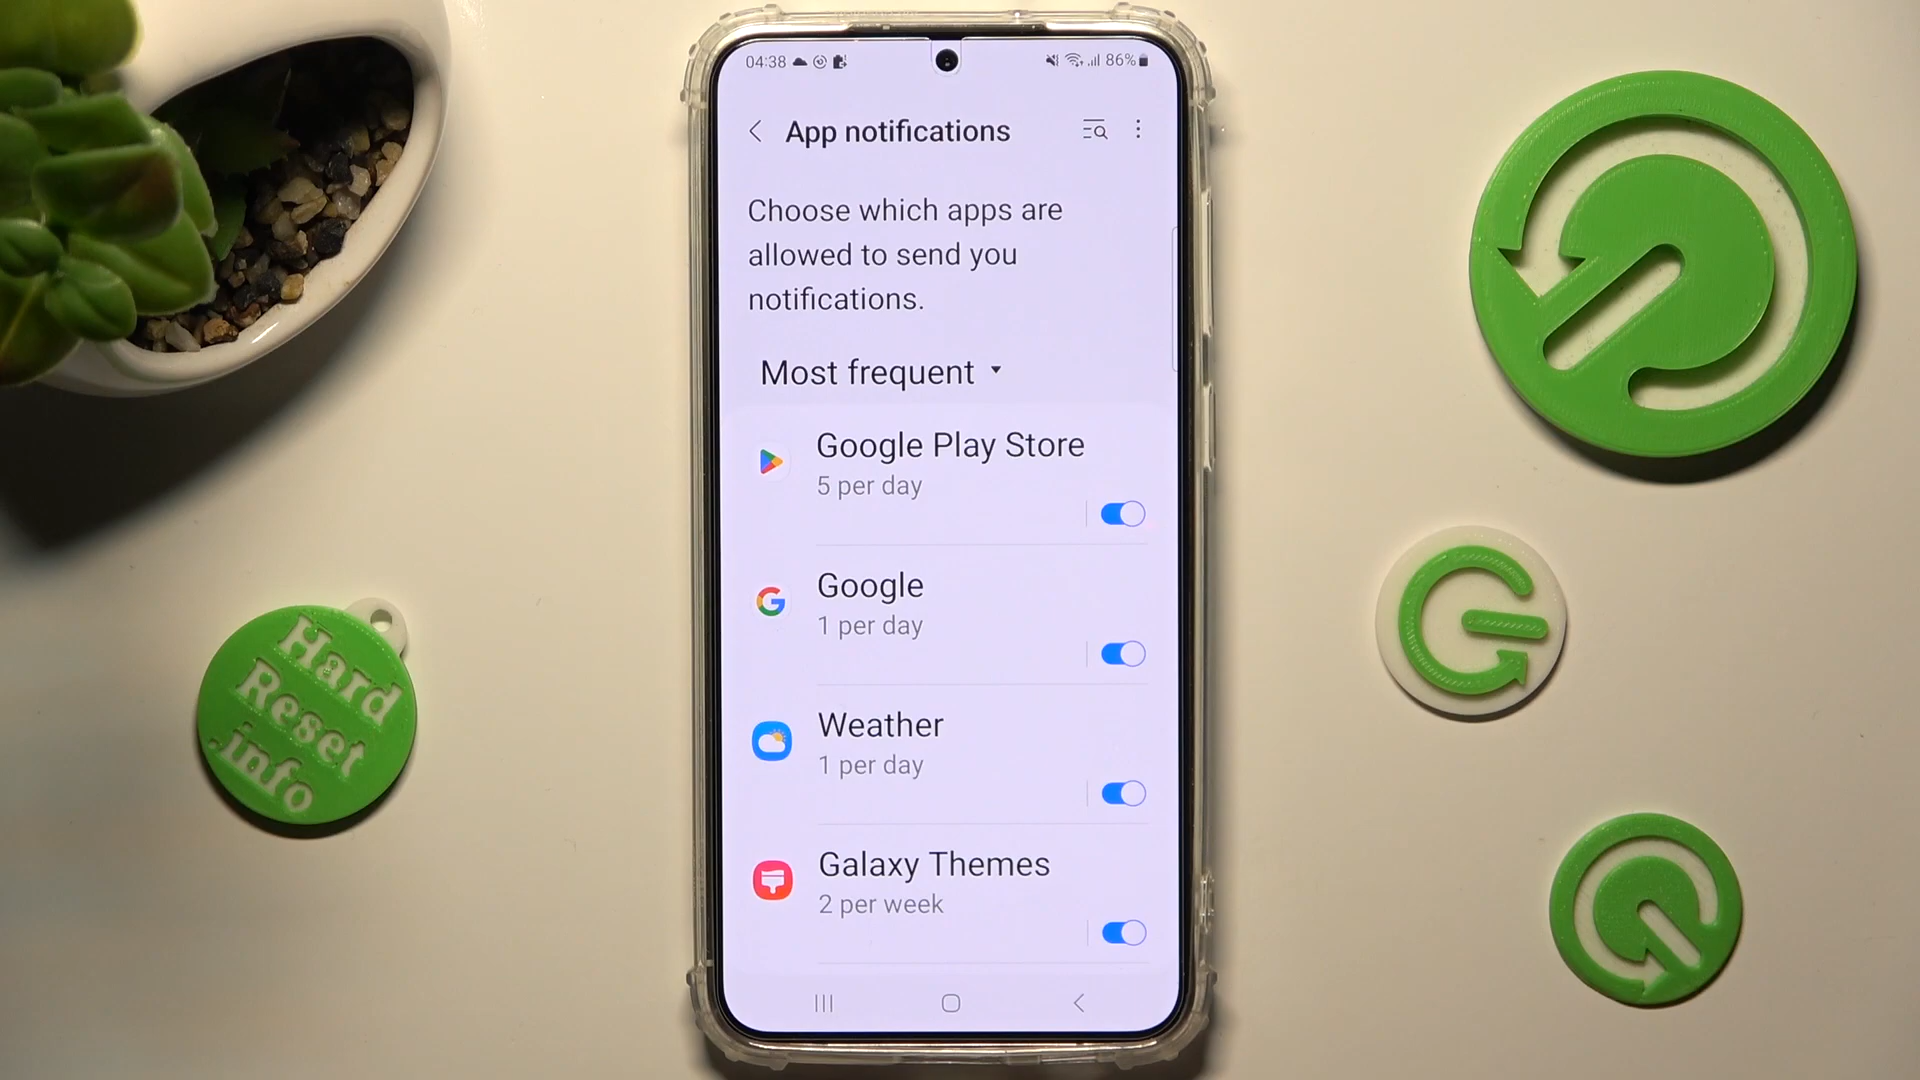 04:38
86%
App notifications
Choose which apps are
allowed to send you
notifications.
Most frequent
Google Play Store
5 per day
Google
1 per day
Weather
1 per day
Galaxy Themes
2 per week
Hard
Reset
.info